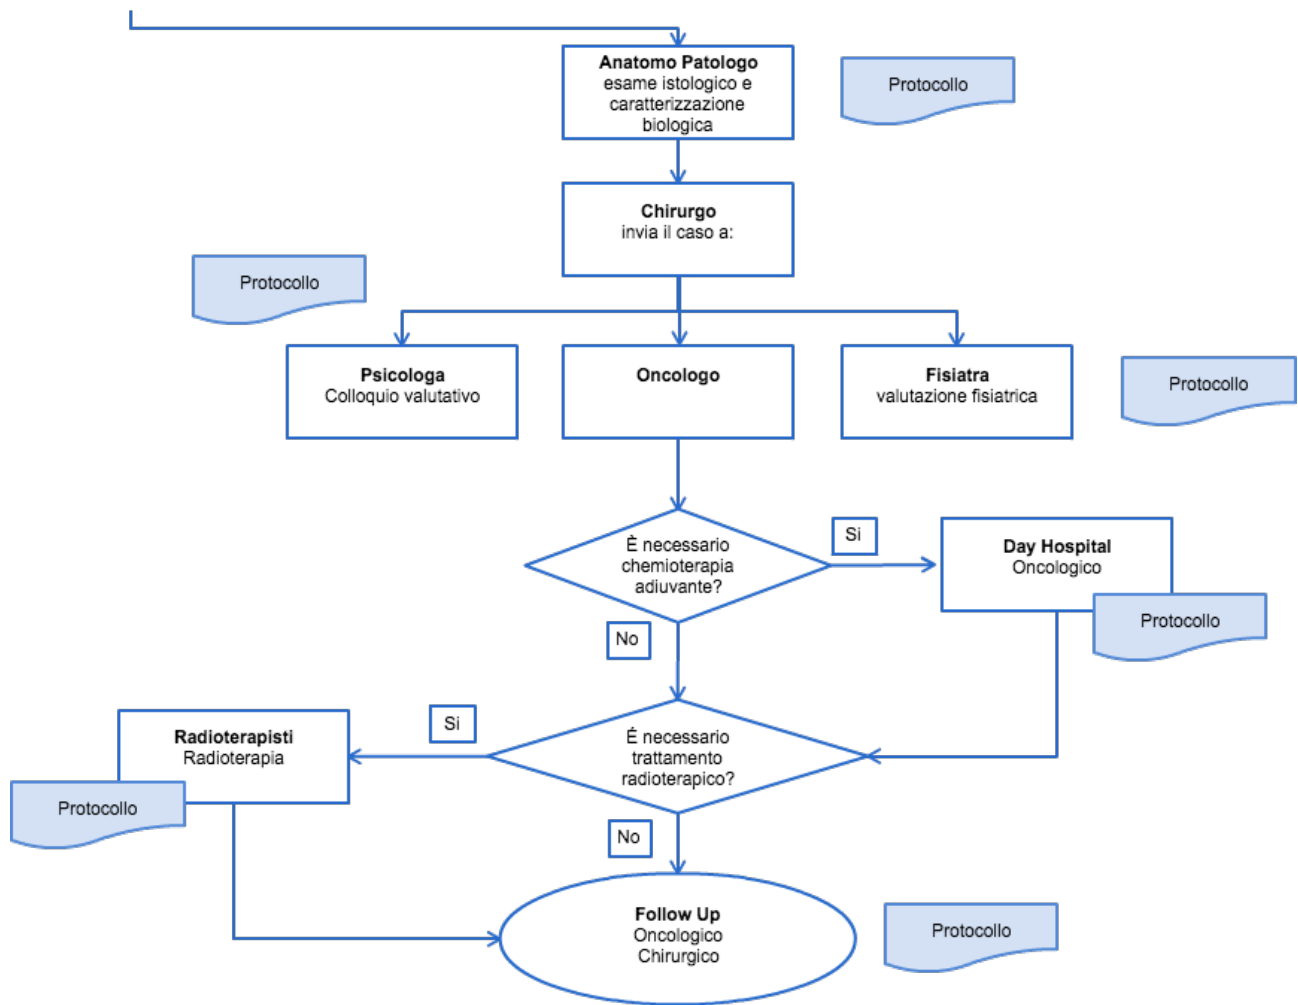 Anatomo Patologo
esame istologico e
caratterizzazione
biologica
Protocollo
Chirurgo
invia il caso a:
Protocollo
Psicologa
Colloquio valutativo
Oncologo
Fisiatra
valutazione fisiatrica
Protocollo
È necessario
chemioterapia
adiuvante?
Si
Day Hospital
Oncologico
Protocollo
No
Radioterapisti
Radioterapia
Protocollo
Si
É necessario
trattamento
radioterapico?
No
Follow Up
Oncologico
Chirurgico
Protocollo